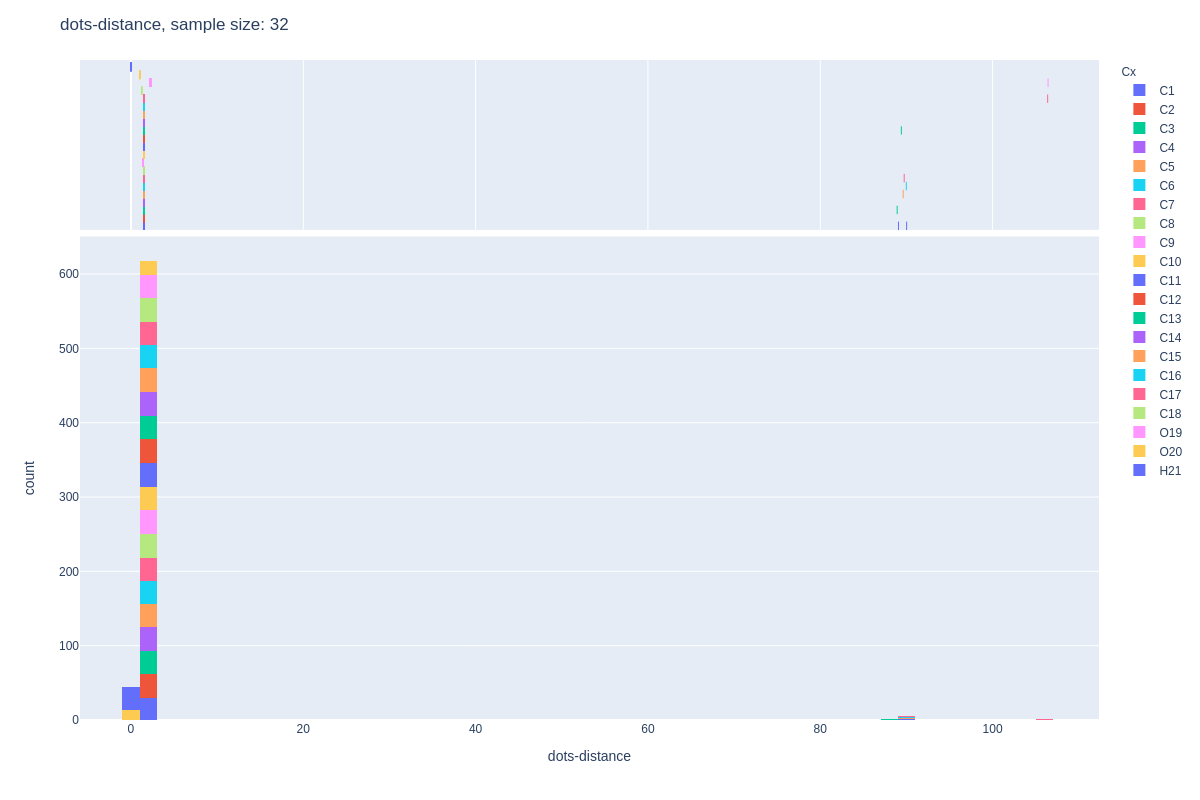 dots-distance, sample size: 32
Cx
C1
C2
C3
C4
C5
C6
C7
C8
C9
C10
C11
C12
C13
C14
C15
C16
C17
C18
O19
O20
H21
600
500
400
300
200
100
0
count
0 20 40 60 80 100
dots-distance